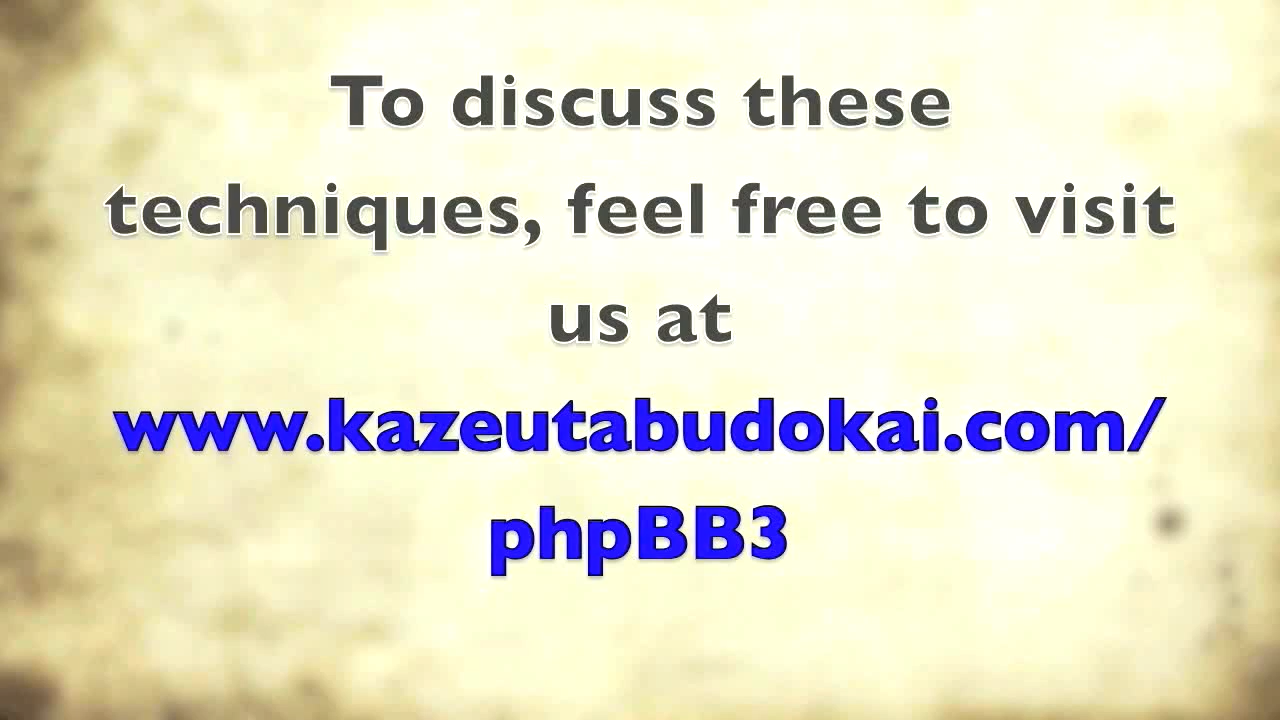 To discuss these
techniques, feel free to visit
us at
www.kazeutabudokai.com/
phpBB3